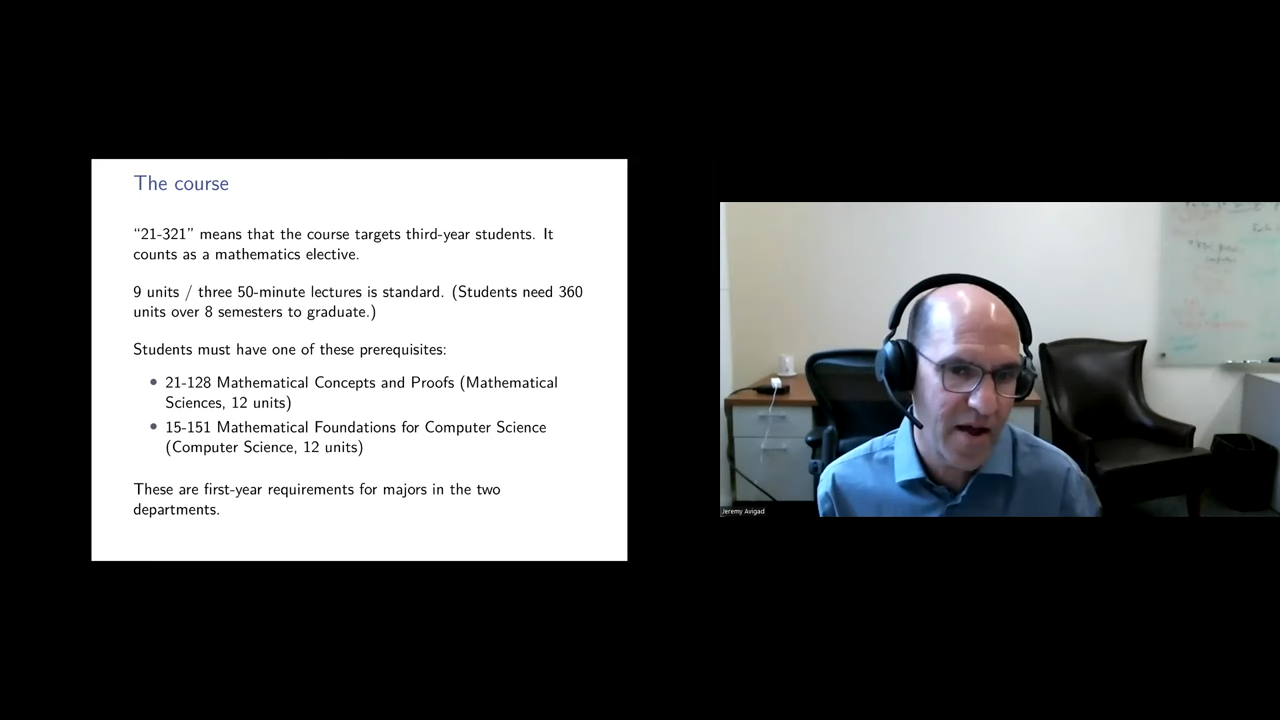 The course
“21-321” means that the course targets third-year students. It
counts as a mathematics elective.
9 units / three 50-minute lectures is standard. (Students need 360
units over 8 semesters to graduate.)
Students must have one of these prerequisites:
• 21-128 Mathematical Concepts and Proofs (Mathematical
Sciences, 12 units)
• 15-151 Mathematical Foundations for Computer Science
(Computer Science, 12 units)
These are first-year requirements for majors in the two
departments.
Jeremy Avigad